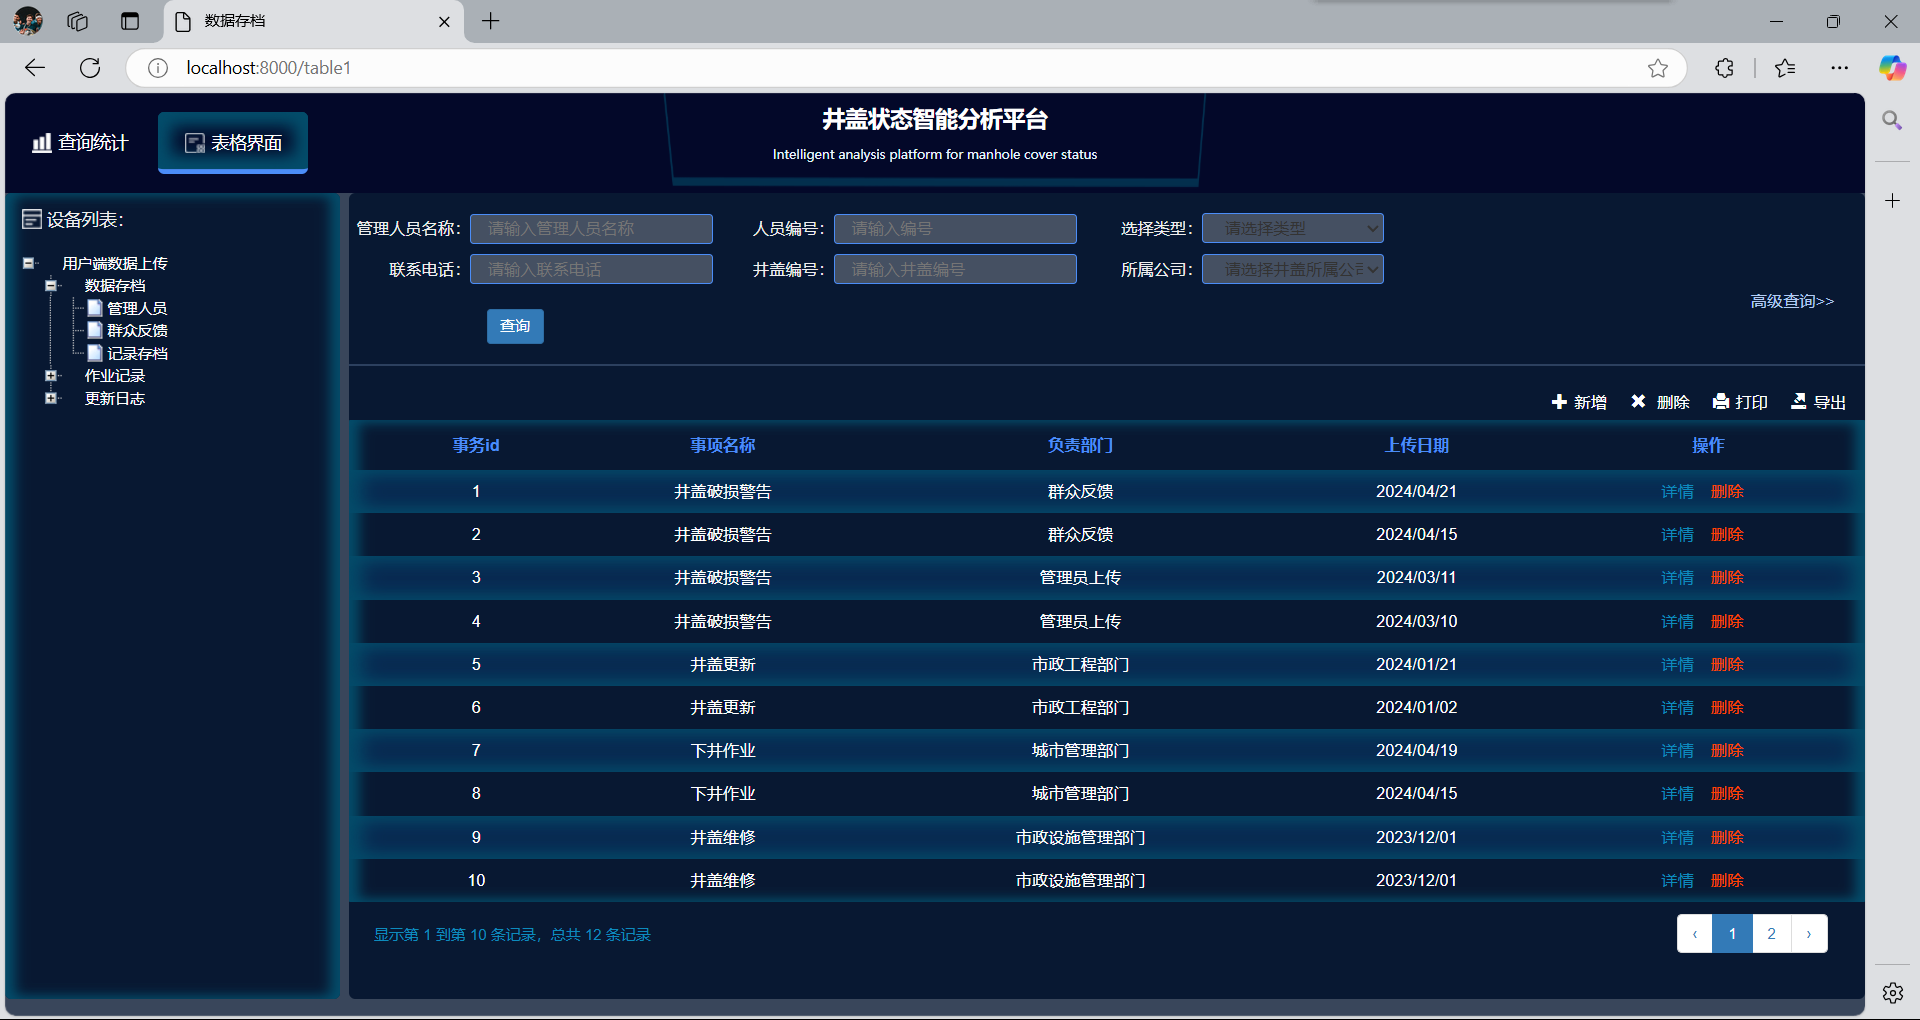 数据存档
localhost:8000/table1
查询统计
表格界面
井盖状态智能分析平台
Intelligent analysis platform for manhole cover status
设备列表：
用户端数据上传
数据存档
管理人员
群众反馈
记录存档
作业记录
更新日志
管理人员名称： 请输入管理人员名称 人员编号： 请输入编号 选择类型： 请选择类型
联系电话： 请输入联系电话 井盖编号： 请输入井盖编号 所属公司： 请选择井盖所属公司
高级查询>>
查询
新增 删除 打印 导出
事务id 事项名称 负责部门 上传日期 操作
1 井盖破损警告 群众反馈 2024/04/21 详情 删除
2 井盖破损警告 群众反馈 2024/04/15 详情 删除
3 井盖破损警告 管理员上传 2024/03/11 详情 删除
4 井盖破损警告 管理员上传 2024/03/10 详情 删除
5 井盖更新 市政工程部门 2024/01/21 详情 删除
6 井盖更新 市政工程部门 2024/01/02 详情 删除
7 下井作业 城市管理部门 2024/04/19 详情 删除
8 下井作业 城市管理部门 2024/04/15 详情 删除
9 井盖维修 市政设施管理部门 2023/12/01 详情 删除
10 井盖维修 市政设施管理部门 2023/12/01 详情 删除
显示第 1 到第 10 条记录，总共 12 条记录
‹ 1 2 ›